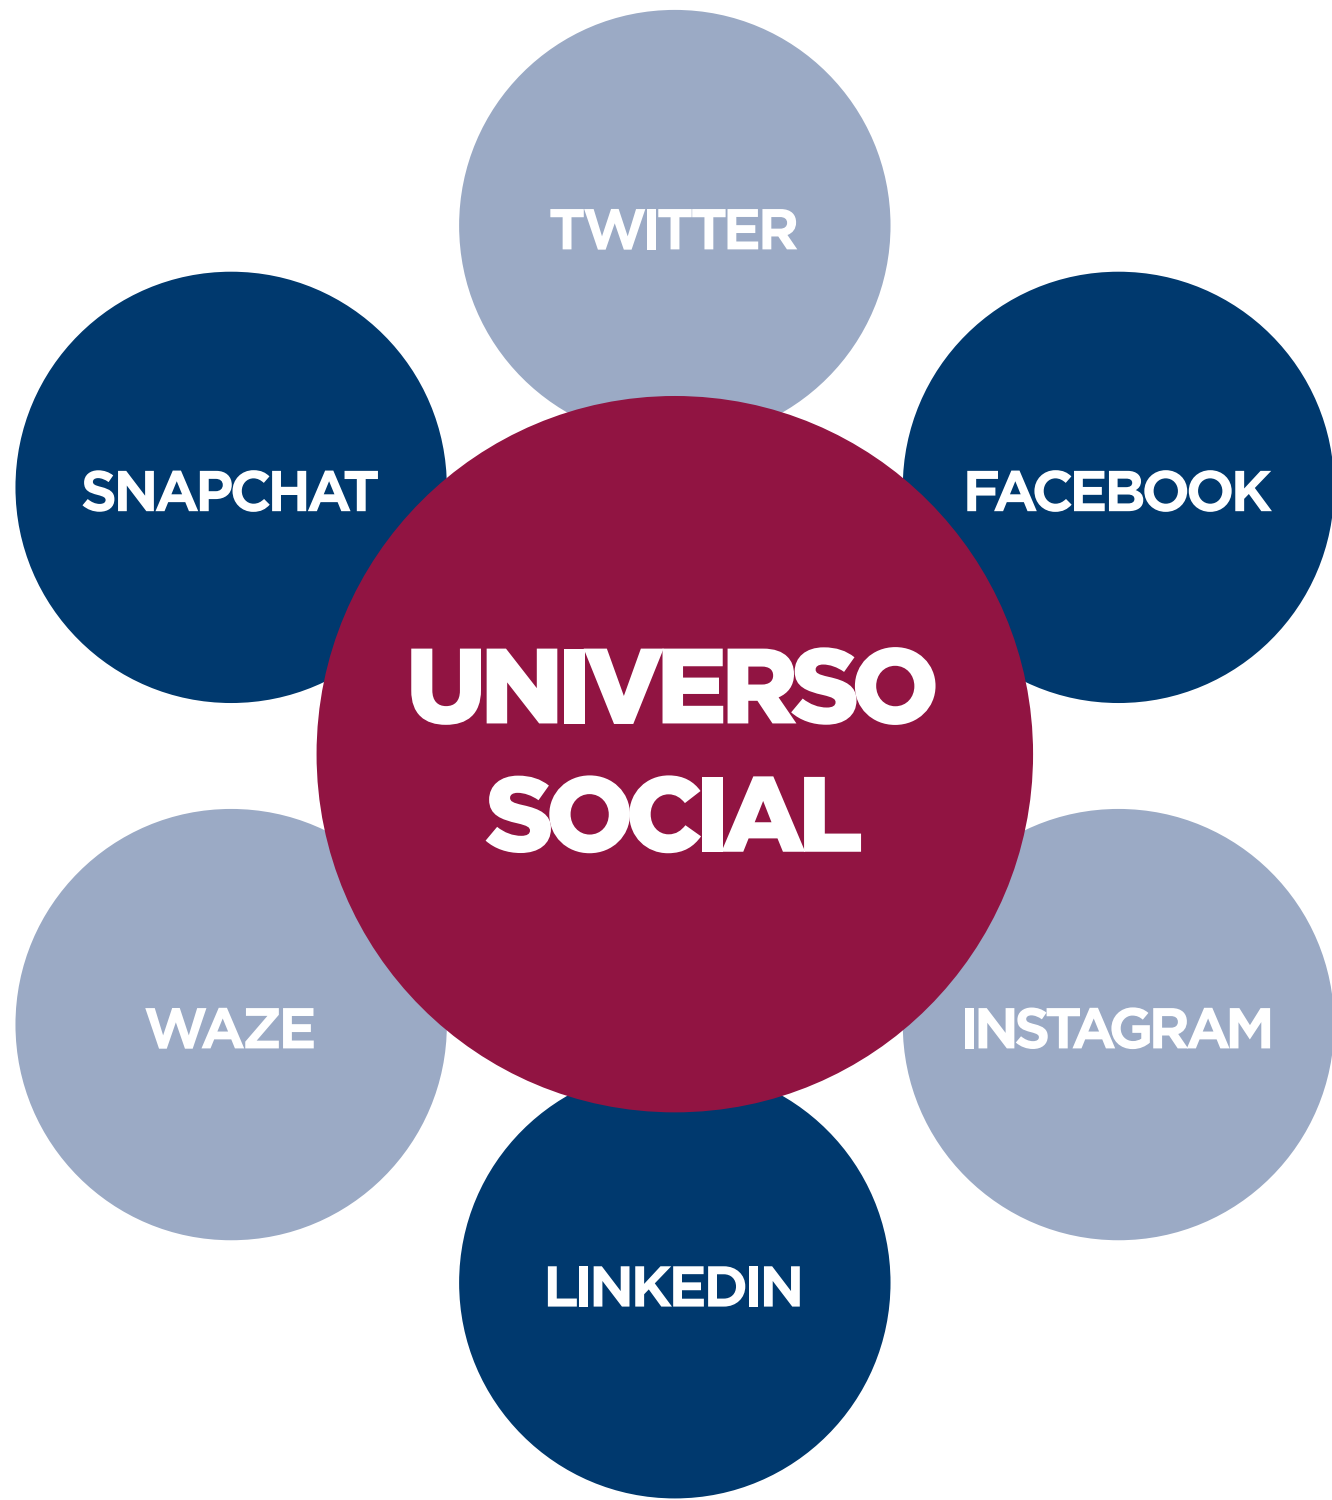 TWITTER
SNAPCHAT
FACEBOOK
UNIVERSO
SOCIAL
WAZE
INSTAGRAM
LINKEDIN